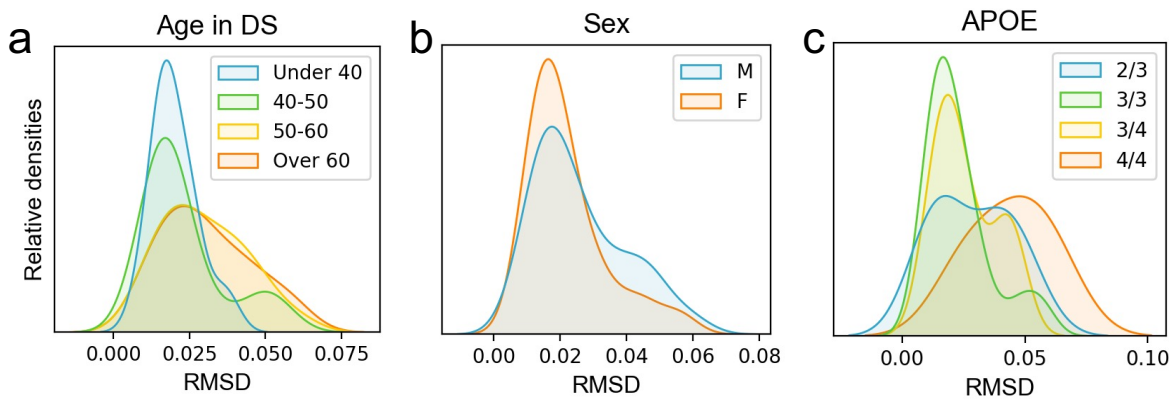 a
Age in DS
Under 40
40-50
50-60
Over 60
Relative densities
0.000 0.025 0.050 0.075
RMSD
b
Sex
M
F
0.00 0.02 0.04 0.06 0.08
RMSD
c
APOE
2/3
3/3
3/4
4/4
0.00 0.05 0.10
RMSD